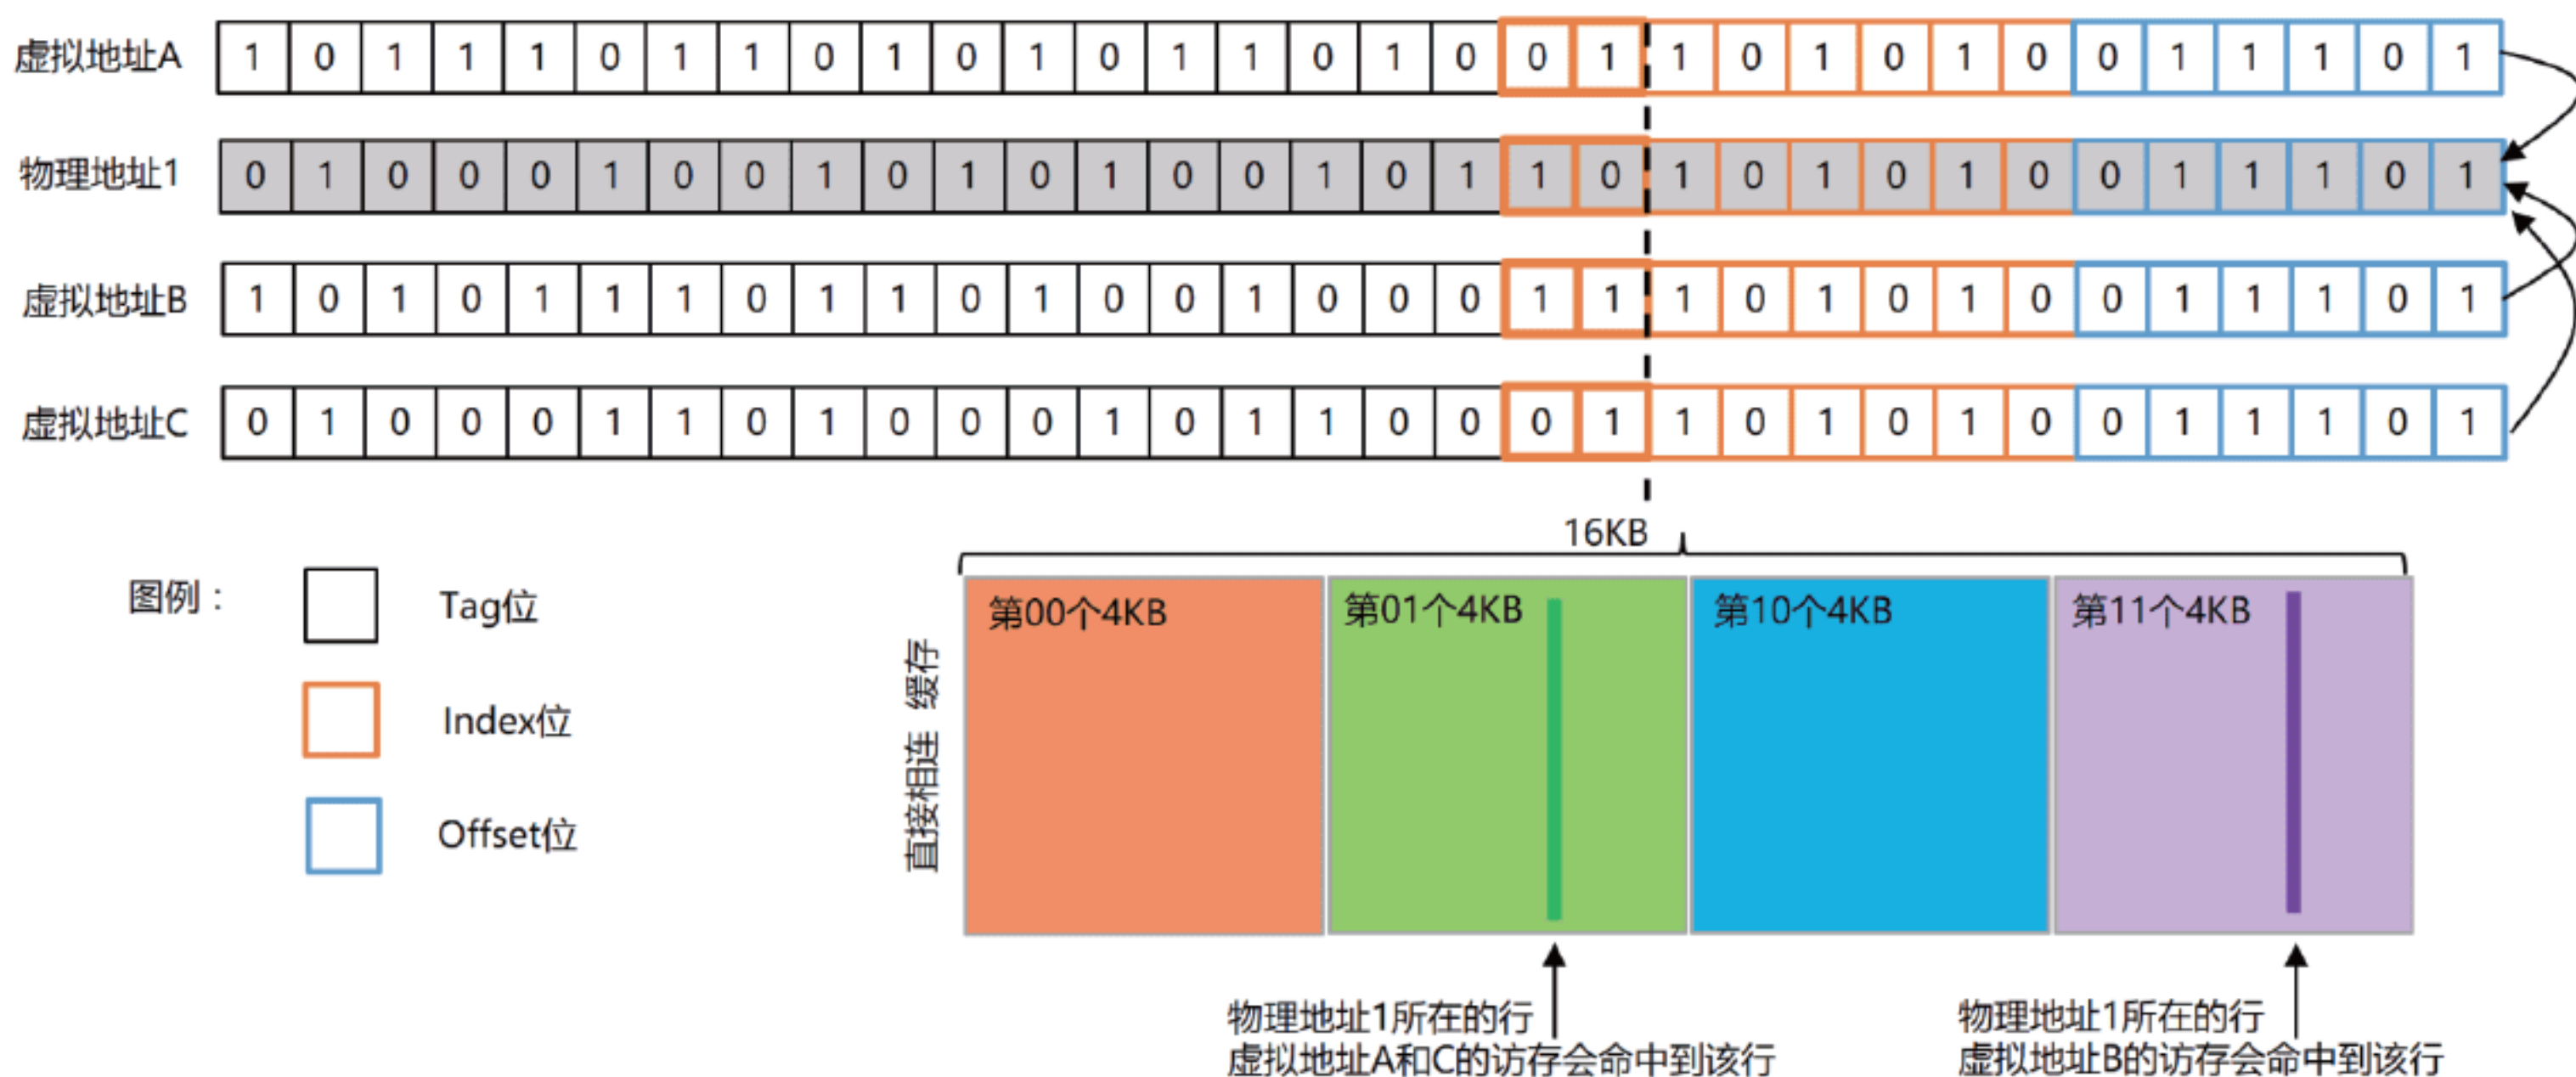 虚拟地址A 1 0 1 1 1 0 1 1 0 1 0 1 0 1 1 0 1 0 0 1 1 0 1 0 1 0 0 1 1 1 0 1
物理地址1 0 1 0 0 0 1 0 0 1 0 1 0 1 0 0 1 0 1 1 0 1 0 1 0 1 0 0 1 1 1 0 1
虚拟地址B 1 0 1 0 1 1 1 0 1 1 0 1 0 0 1 0 0 0 1 1 1 0 1 0 1 0 0 1 1 1 0 1
虚拟地址C 0 1 0 0 0 1 1 0 1 0 0 0 1 0 1 1 0 0 0 1 1 0 1 0 1 0 0 1 1 1 0 1
16KB
图例：
Tag位
Index位
Offset位
直接相连 缓存
第00个4KB
第01个4KB
第10个4KB
第11个4KB
物理地址1所在的行
虚拟地址A和C的访存会命中到该行
物理地址1所在的行
虚拟地址B的访存会命中到该行